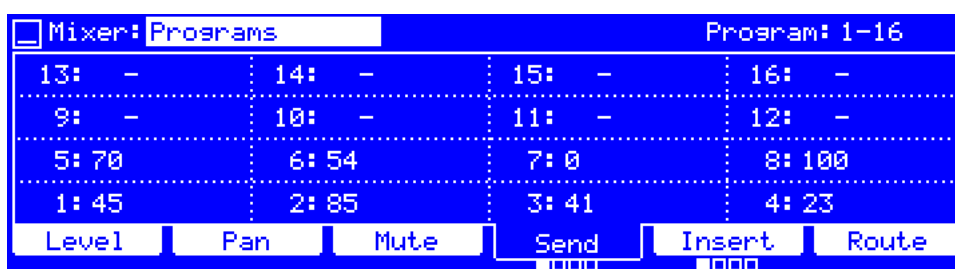 Mixer: Programs Program: 1-16
13: - 14: - 15: - 16: -
9: - 10: - 11: - 12: -
5: 70 6: 54 7: 0 8: 100
1: 45 2: 85 3: 41 4: 23
Level Pan Mute Send Insert Route